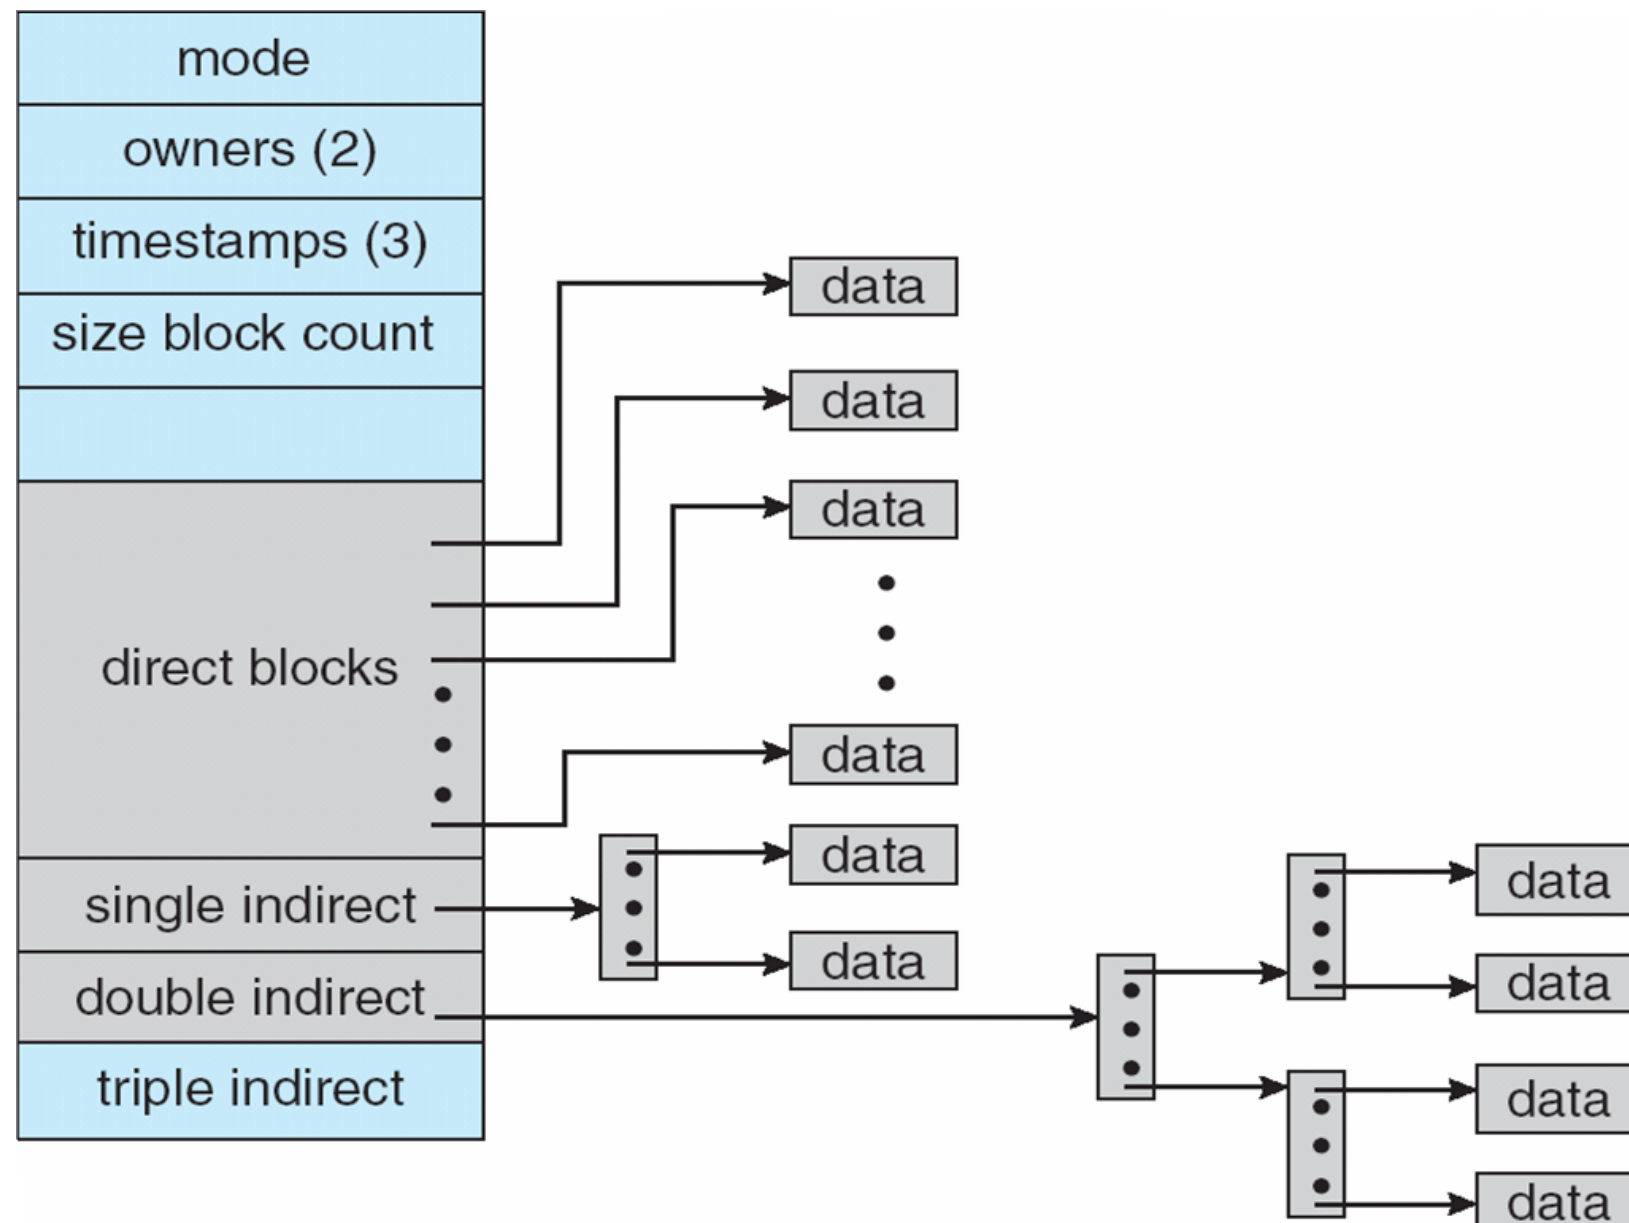 mode
owners (2)
timestamps (3)
size block count
direct blocks
single indirect
double indirect
triple indirect
data
data
data
data
data
data
data
data
data
data